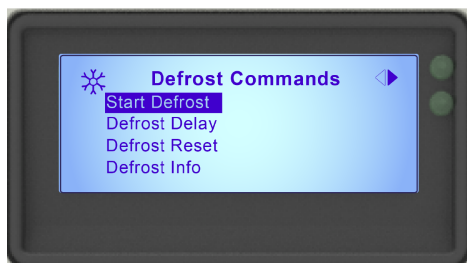 Defrost Commands
Start Defrost
Defrost Delay
Defrost Reset
Defrost Info